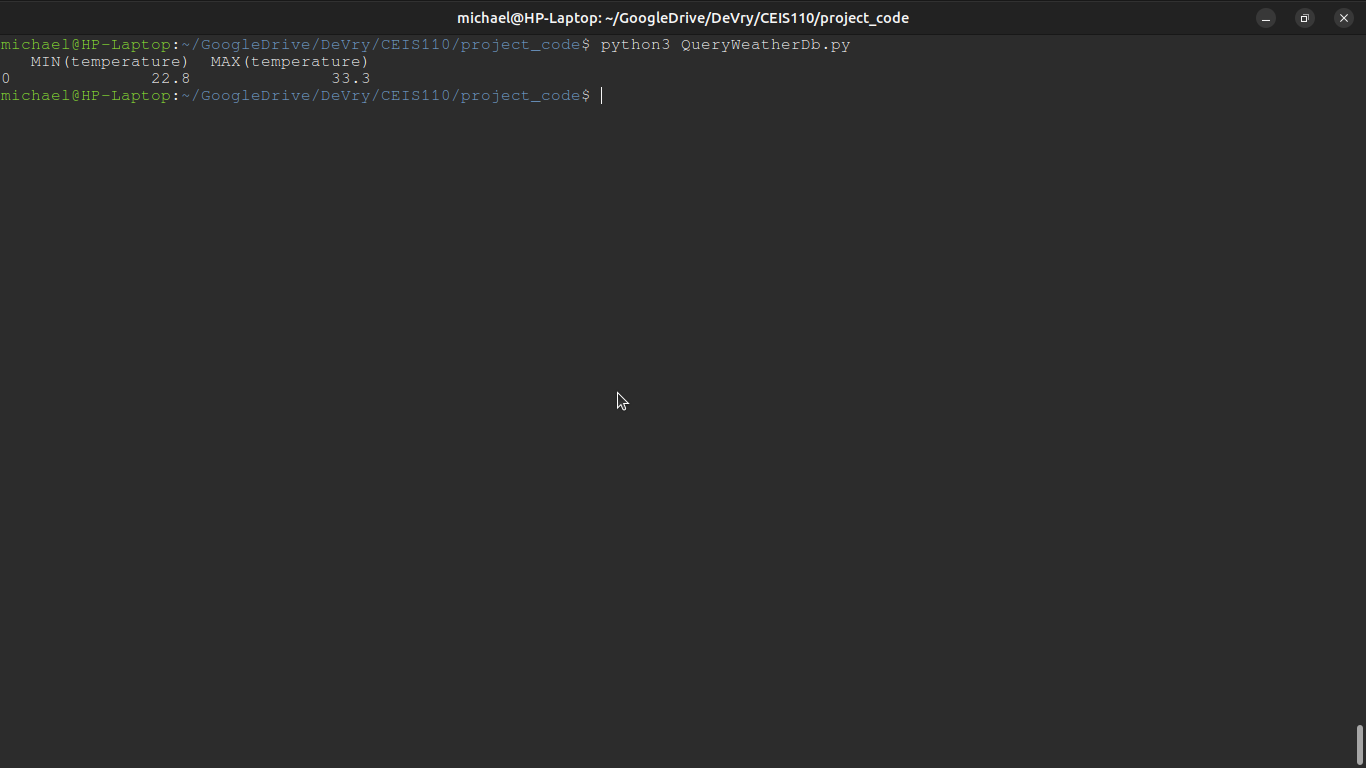 michael@HP-Laptop: ~/GoogleDrive/DeVry/CEIS110/project_code
michael@HP-Laptop:~/GoogleDrive/DeVry/CEIS110/project_code$ python3 QueryWeatherDb.py
   MIN(temperature)  MAX(temperature)
0              22.8              33.3
michael@HP-Laptop:~/GoogleDrive/DeVry/CEIS110/project_code$